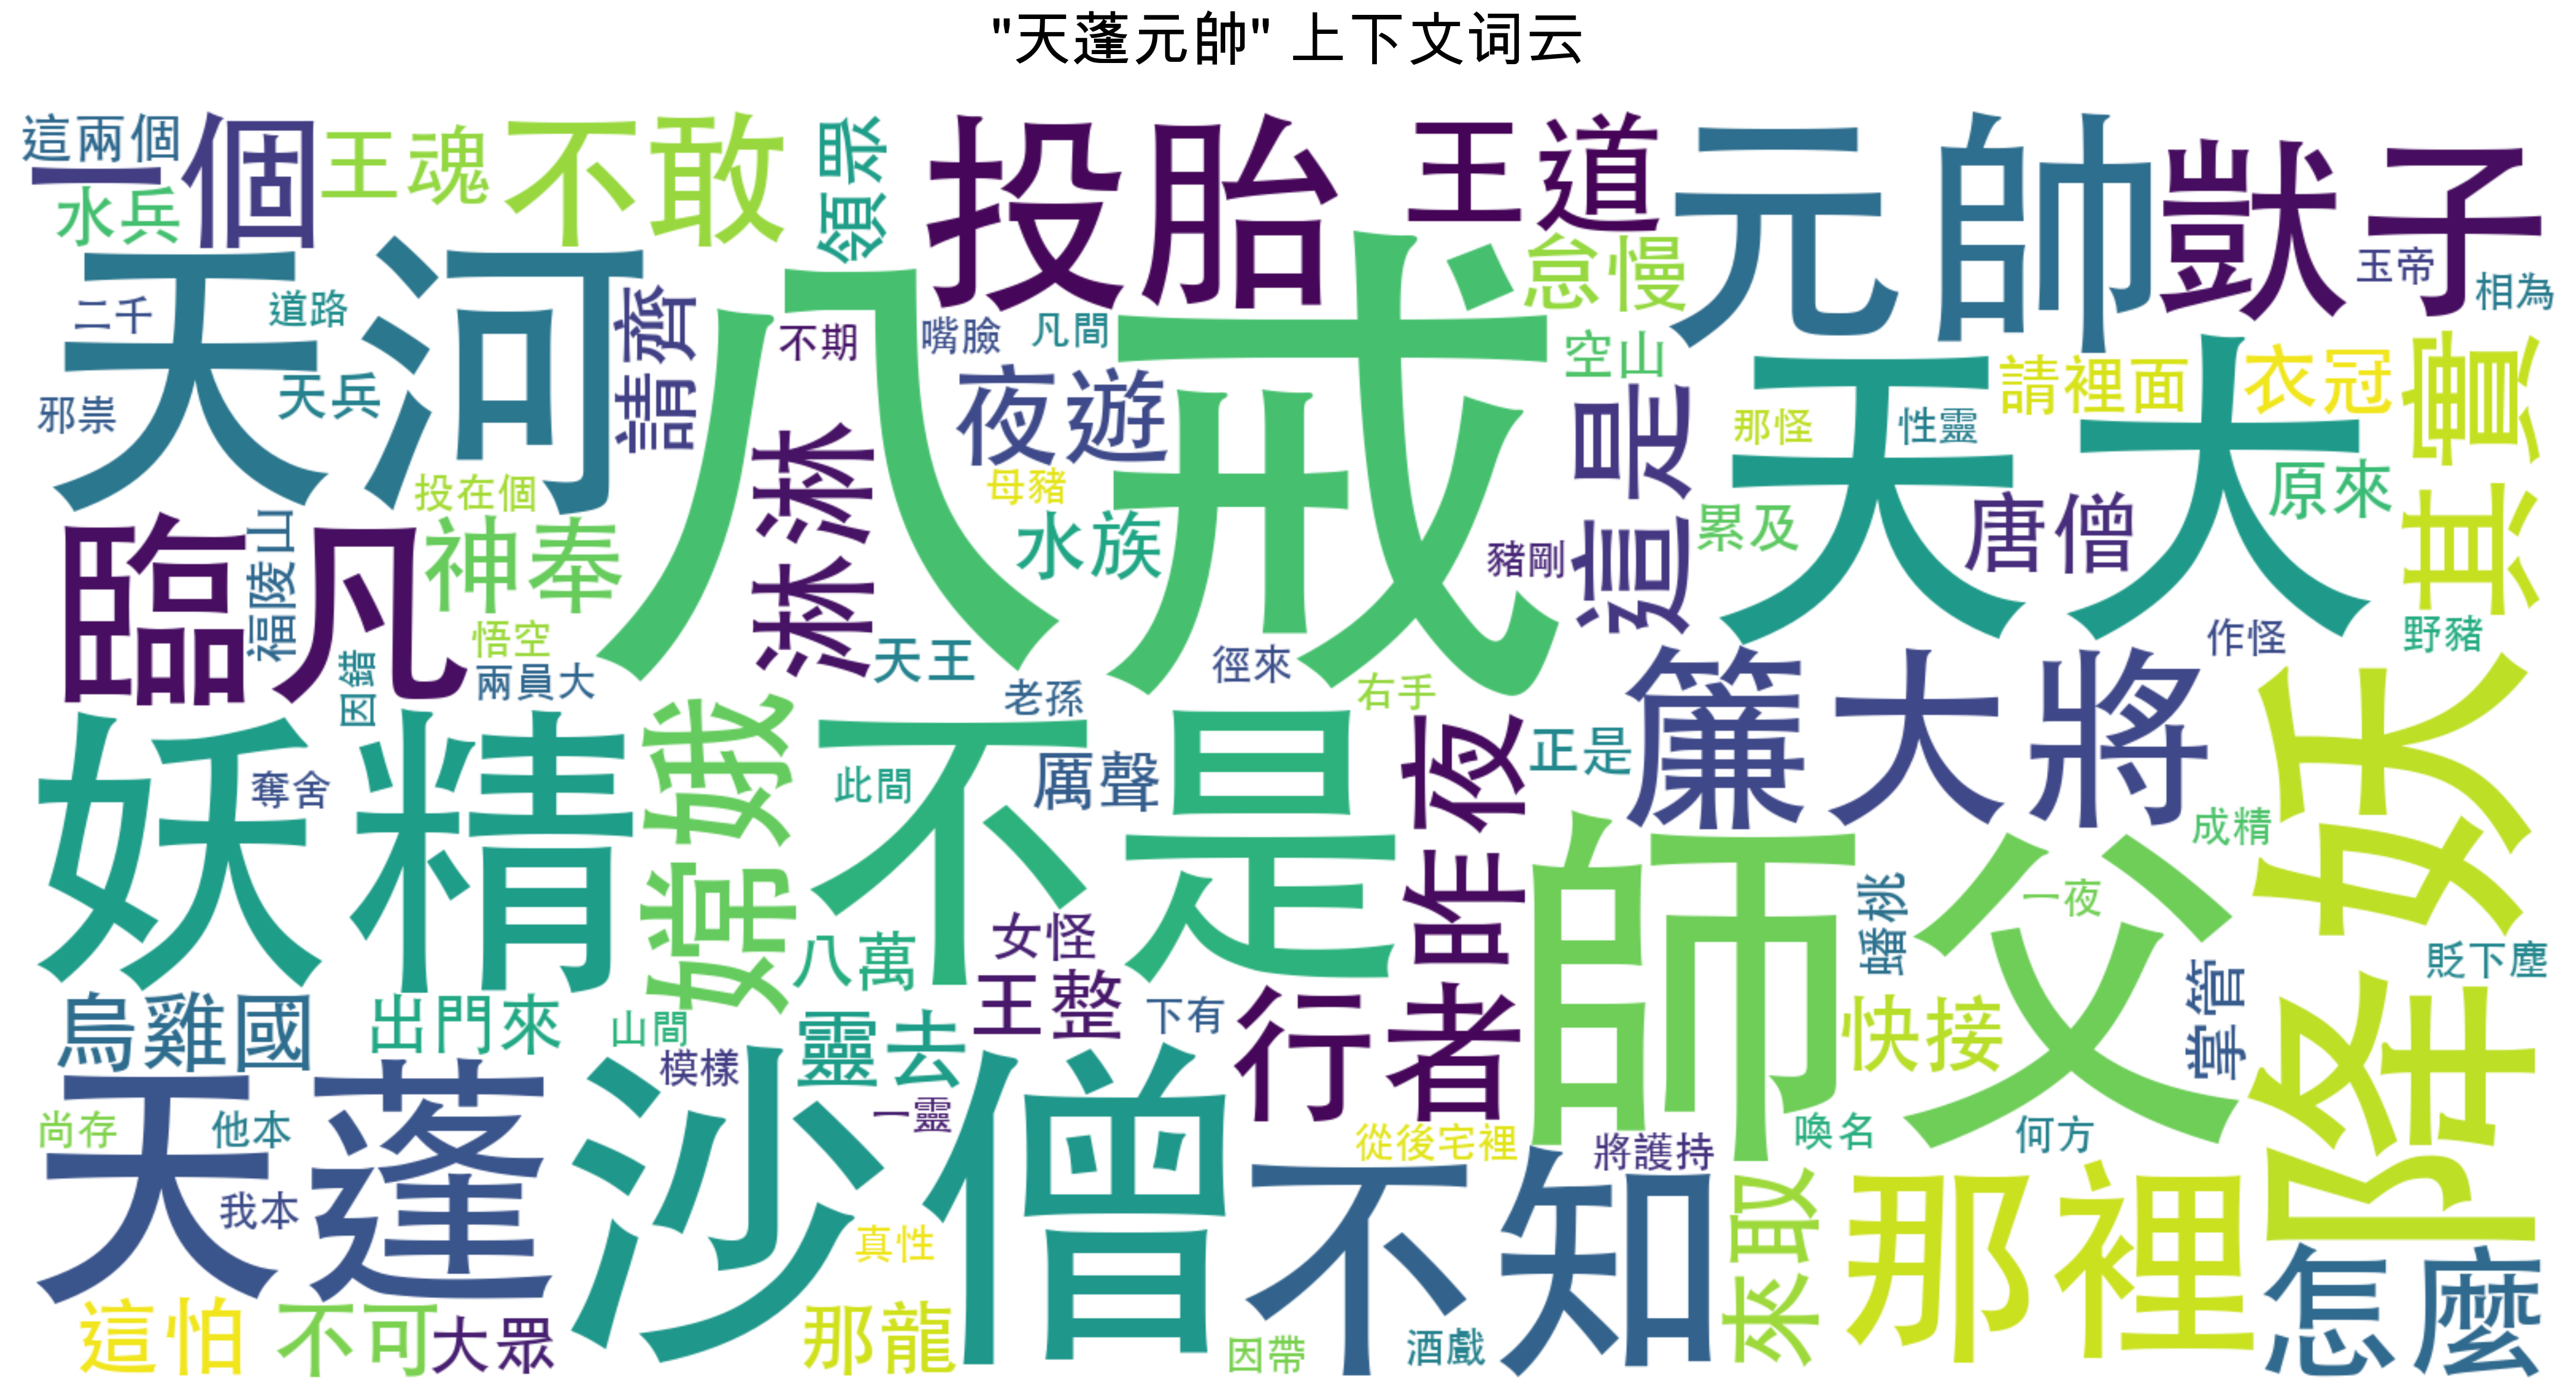 "天蓬元帥" 上下文词云
這兩個
一個
王魂
不敢
領眾
投胎
王道
元帥
獃子
水兵
怠慢
玉帝
相為
天河
二千
道路
請齊
八戒
不期
嘴臉
凡間
空山
天大
請裡面
衣冠
其實
邪祟
天兵
夜遊
這是
那怪
性靈
淋淋
母豬
投在個
原來
臨凡
福陵山
神奉
水族
豬剛
累及
唐僧
悟空
因錯
兩員大
天王
徑來
作怪
野豬
老孫
右手
妖精
奪舍
嫦娥
不是
此間
厲聲
昨夜
正是
簾大將
降妖
師父
成精
蟠桃
一夜
女怪
八萬
貶下塵
烏雞國
出門來
山間
靈去
王整
下有
行者
快接
掌管
天蓬
模樣
沙僧
一靈
尚存
他本
從後宅裡
將護持
喚名
何方
我本
不知
來取
那裡
真性
怎麼
這怕
不可
大眾
那龍
因帶
酒戲